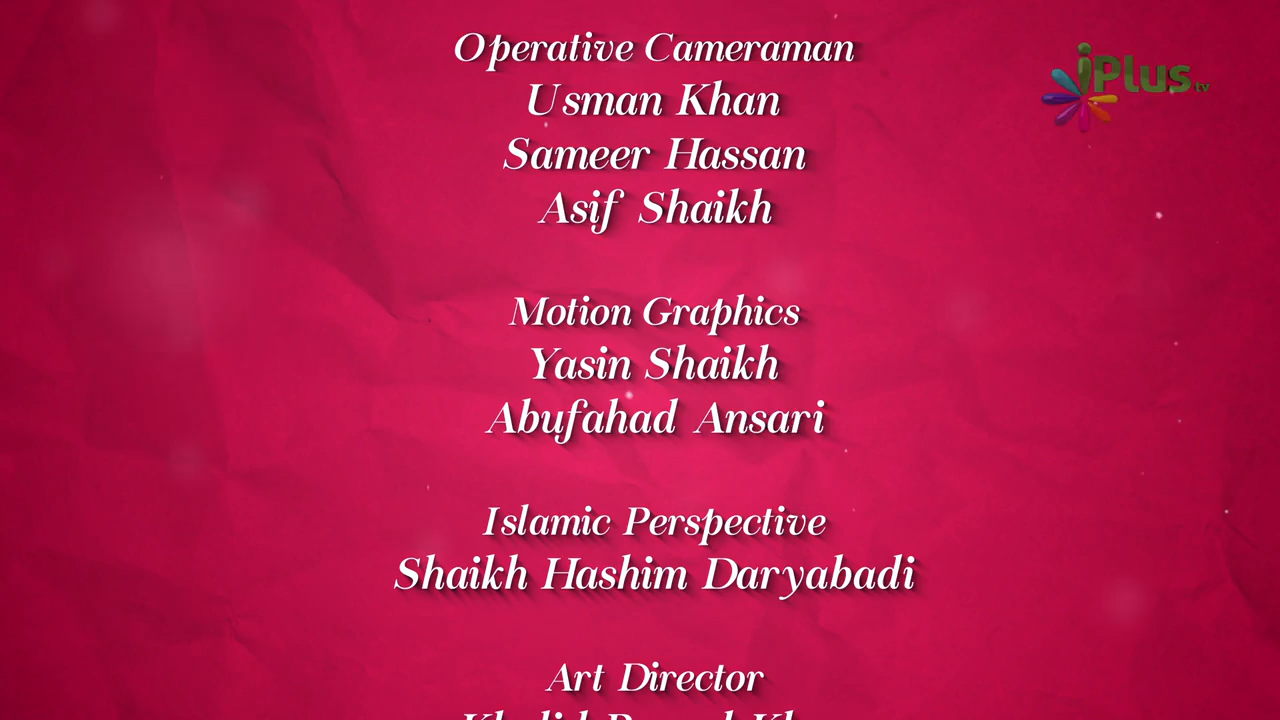 Operative Cameraman
iPlus tv
Usman Khan
Sameer Hassan
Asif Shaikh
Motion Graphics
Yasin Shaikh
Abufahad Ansari
Islamic Perspective
Shaikh Hashim Daryabadi
Art Director